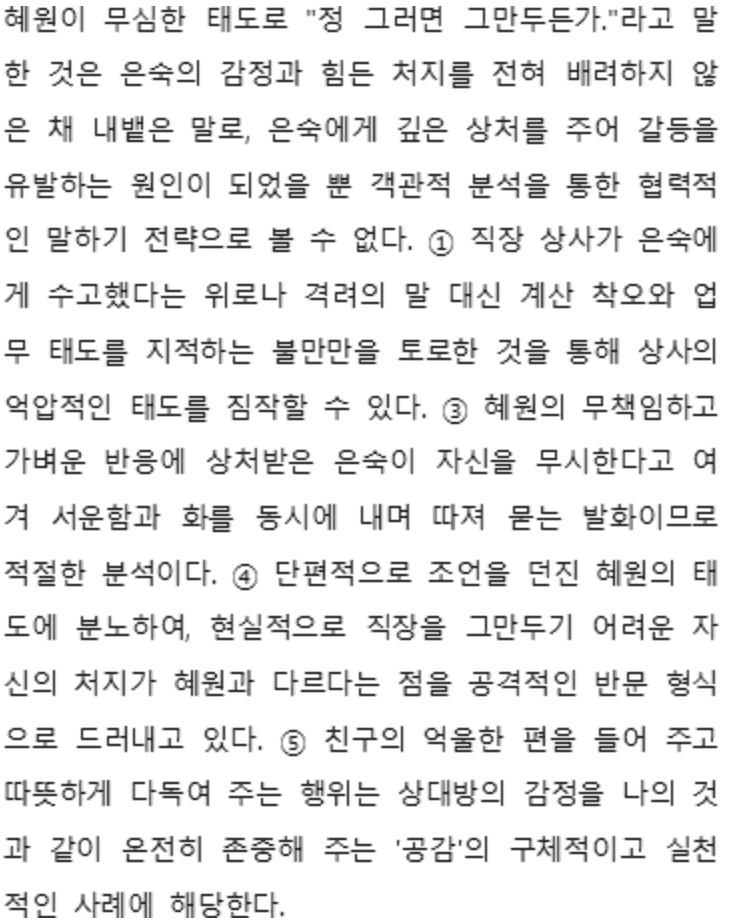 혜원이 무심한 태도로 "정 그러면 그만두든가."라고 말
한 것은 은숙의 감정과 힘든 처지를 전혀 배려하지 않
은 채 내뱉은 말로, 은숙에게 깊은 상처를 주어 갈등을
유발하는 원인이 되었을 뿐 객관적 분석을 통한 협력적
인 말하기 전략으로 볼 수 없다. ① 직장 상사가 은숙에
게 수고했다는 위로나 격려의 말 대신 계산 착오와 업
무 태도를 지적하는 불만만을 토로한 것을 통해 상사의
억압적인 태도를 짐작할 수 있다. ③ 혜원의 무책임하고
가벼운 반응에 상처받은 은숙이 자신을 무시한다고 여
겨 서운함과 화를 동시에 내며 따져 묻는 발화이므로
적절한 분석이다. ④ 단편적으로 조언을 던진 혜원의 태
도에 분노하여, 현실적으로 직장을 그만두기 어려운 자
신의 처지가 혜원과 다르다는 점을 공격적인 반문 형식
으로 드러내고 있다. ⑤ 친구의 억울한 편을 들어 주고
따뜻하게 다독여 주는 행위는 상대방의 감정을 나의 것
과 같이 온전히 존중해 주는 '공감'의 구체적이고 실천
적인 사례에 해당한다.